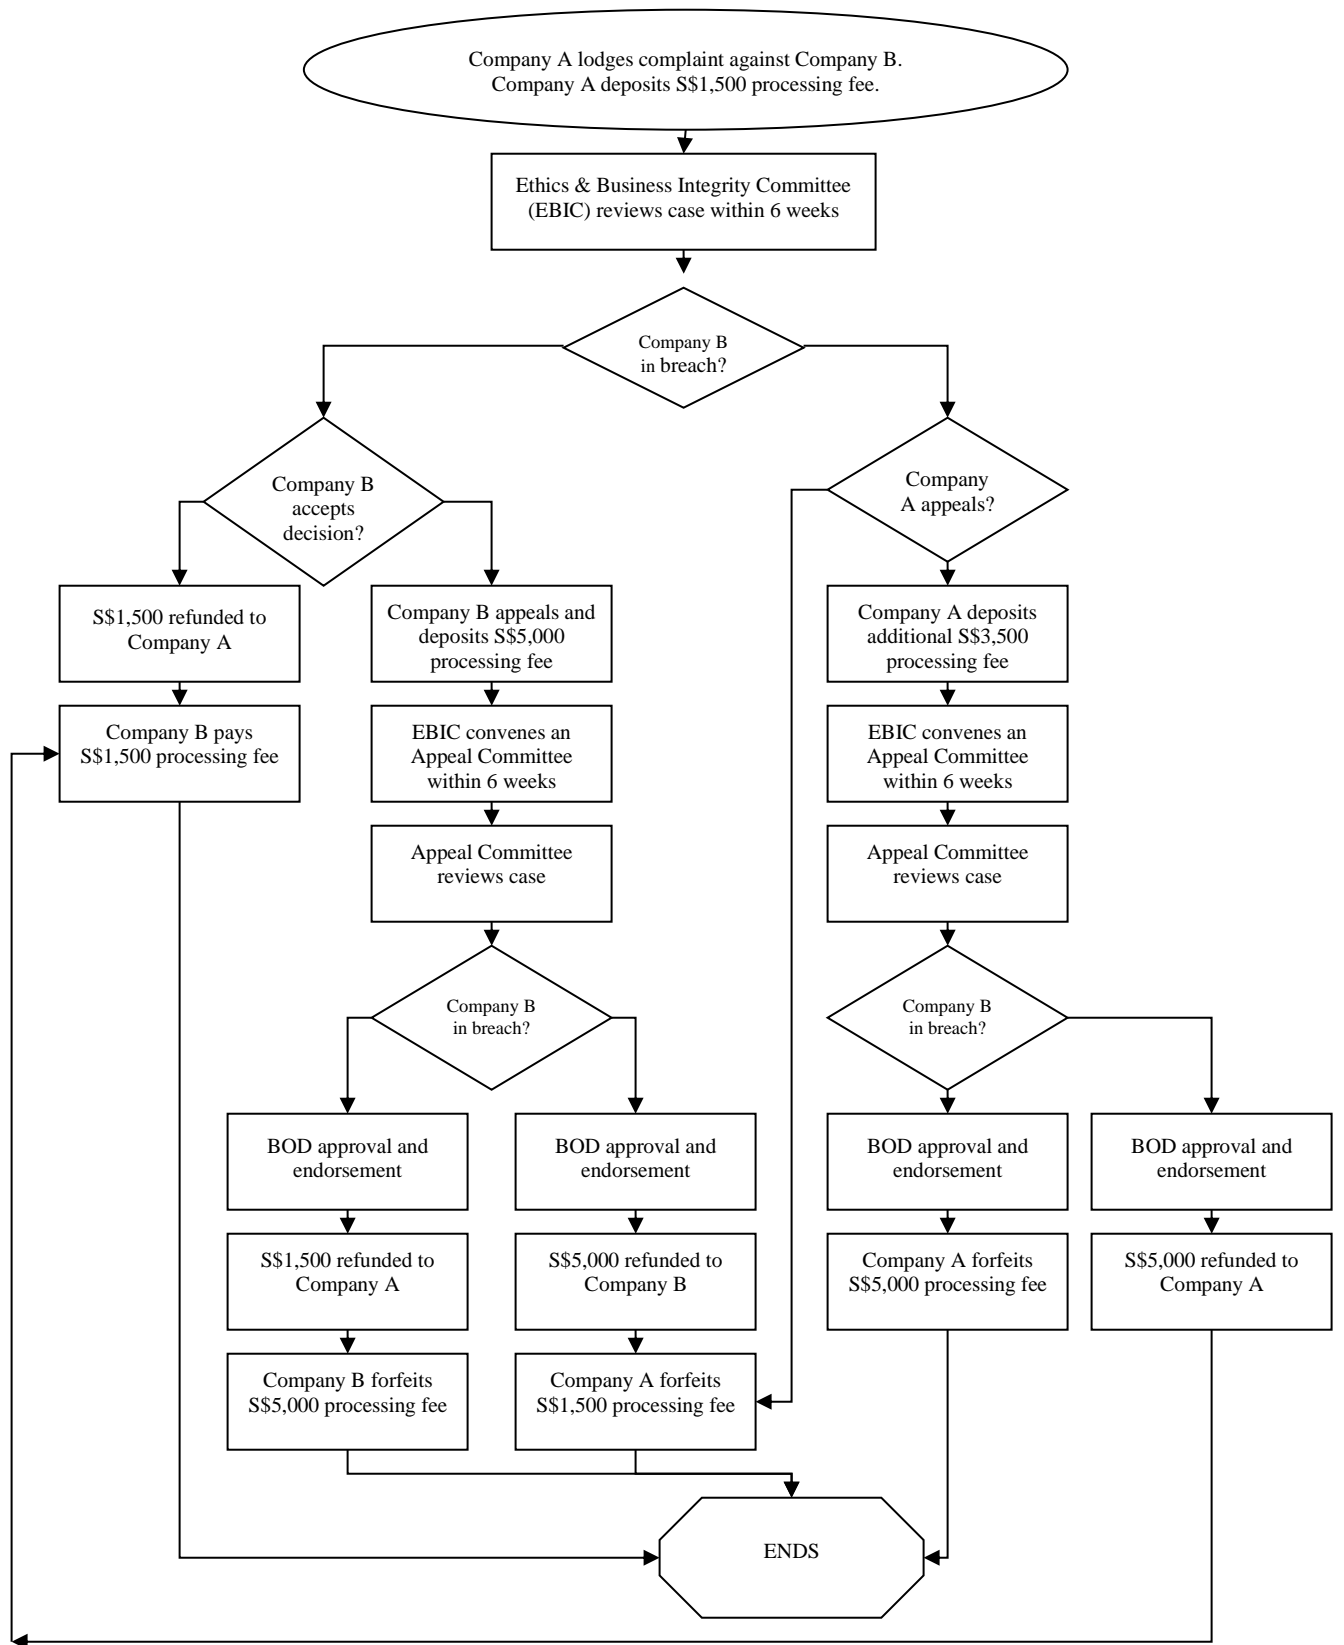 Company A lodges complaint against Company B.
Company A deposits S$1,500 processing fee.
Ethics & Business Integrity Committee
(EBIC) reviews case within 6 weeks
Company B
in breach?
Company B
accepts
decision?
Company
A appeals?
S$1,500 refunded to
Company A
Company B appeals and
deposits S$5,000
processing fee
Company A deposits
additional S$3,500
processing fee
Company B pays
S$1,500 processing fee
EBIC convenes an
Appeal Committee
within 6 weeks
EBIC convenes an
Appeal Committee
within 6 weeks
Appeal Committee
reviews case
Appeal Committee
reviews case
Company B
in breach?
Company B
in breach?
BOD approval and
endorsement
BOD approval and
endorsement
BOD approval and
endorsement
BOD approval and
endorsement
S$1,500 refunded to
Company A
S$5,000 refunded to
Company B
Company A forfeits
S$5,000 processing fee
S$5,000 refunded to
Company A
Company B forfeits
S$5,000 processing fee
Company A forfeits
S$1,500 processing fee
ENDS